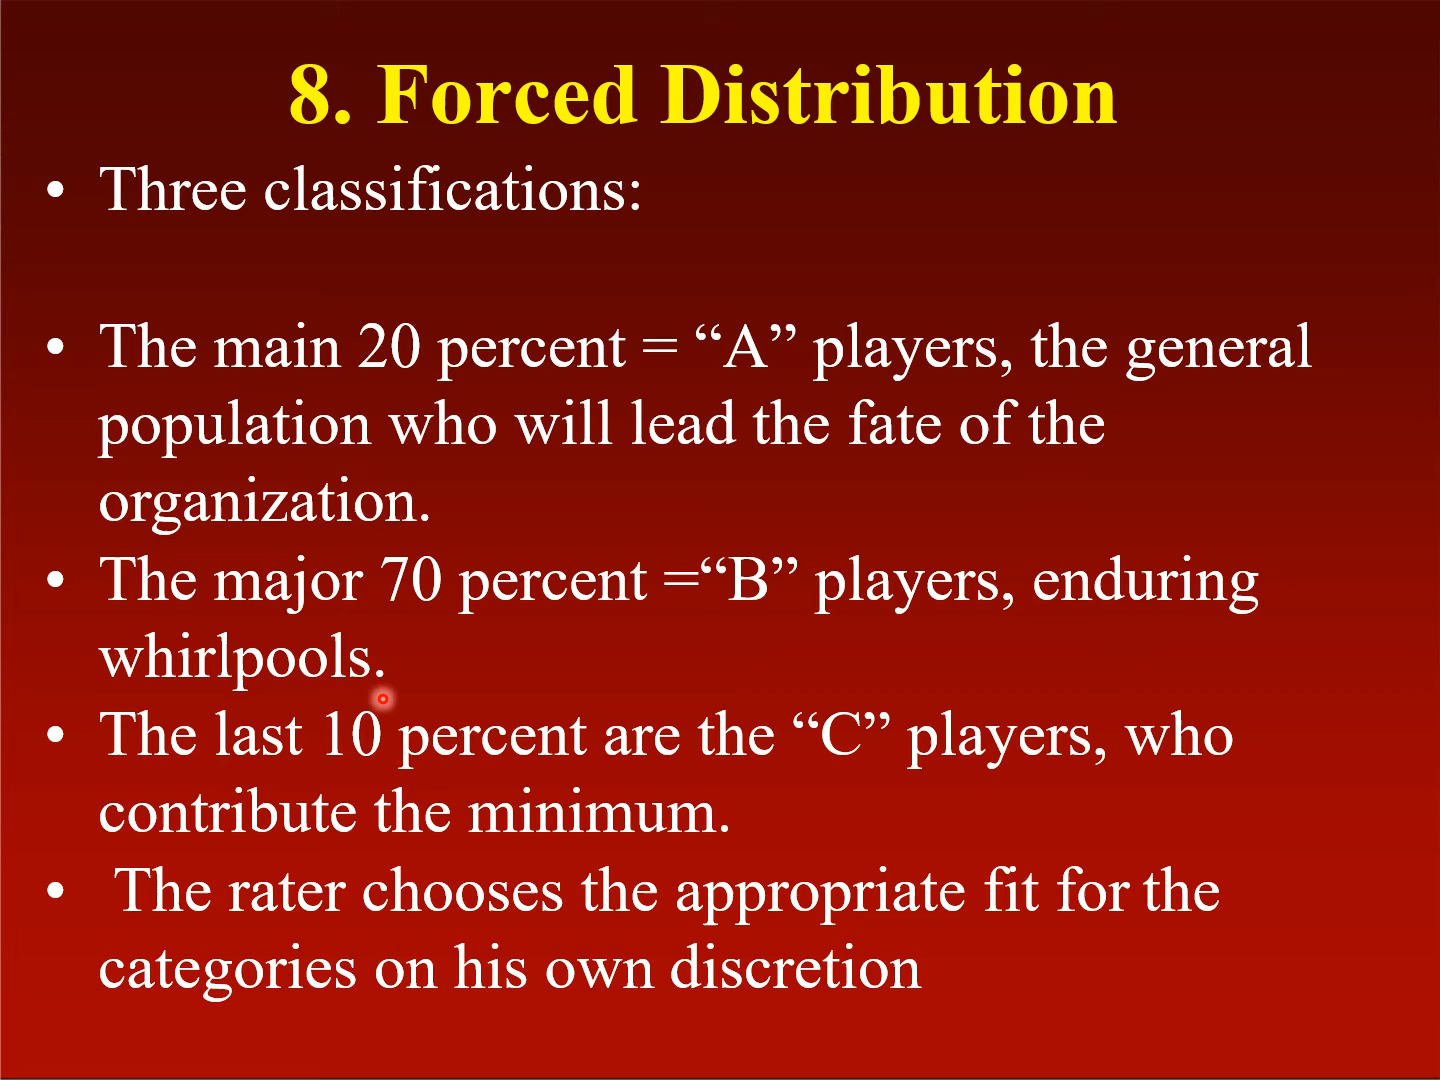 8. Forced Distribution
• Three classifications:
• The main 20 percent = “A” players, the general
population who will lead the fate of the
organization.
• The major 70 percent =“B” players, enduring
whirlpools.
• The last 10 percent are the “C” players, who
contribute the minimum.
• The rater chooses the appropriate fit for the
categories on his own discretion